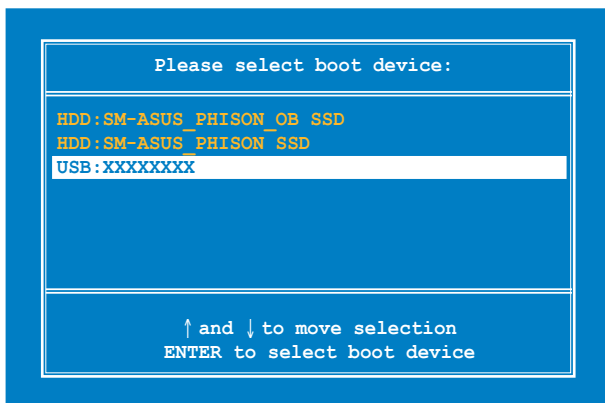 Please select boot device:
HDD:SM-ASUS_PHISON_OB SSD
HDD:SM-ASUS_PHISON SSD
USB:XXXXXXXX
↑ and ↓ to move selection
ENTER to select boot device